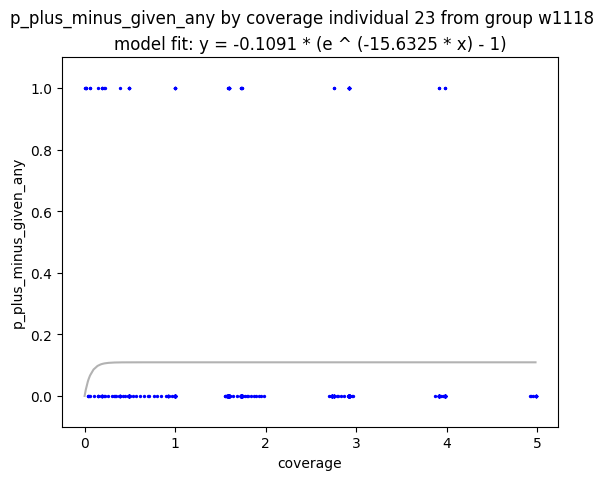 p_plus_minus_given_any by coverage individual 23 from group w1118
model fit: y = -0.1091 * (e ^ (-15.6325 * x) - 1)
1.0
0.8
0.6
0.4
0.2
0.0
p_plus_minus_given_any
0 1 2 3 4 5
coverage